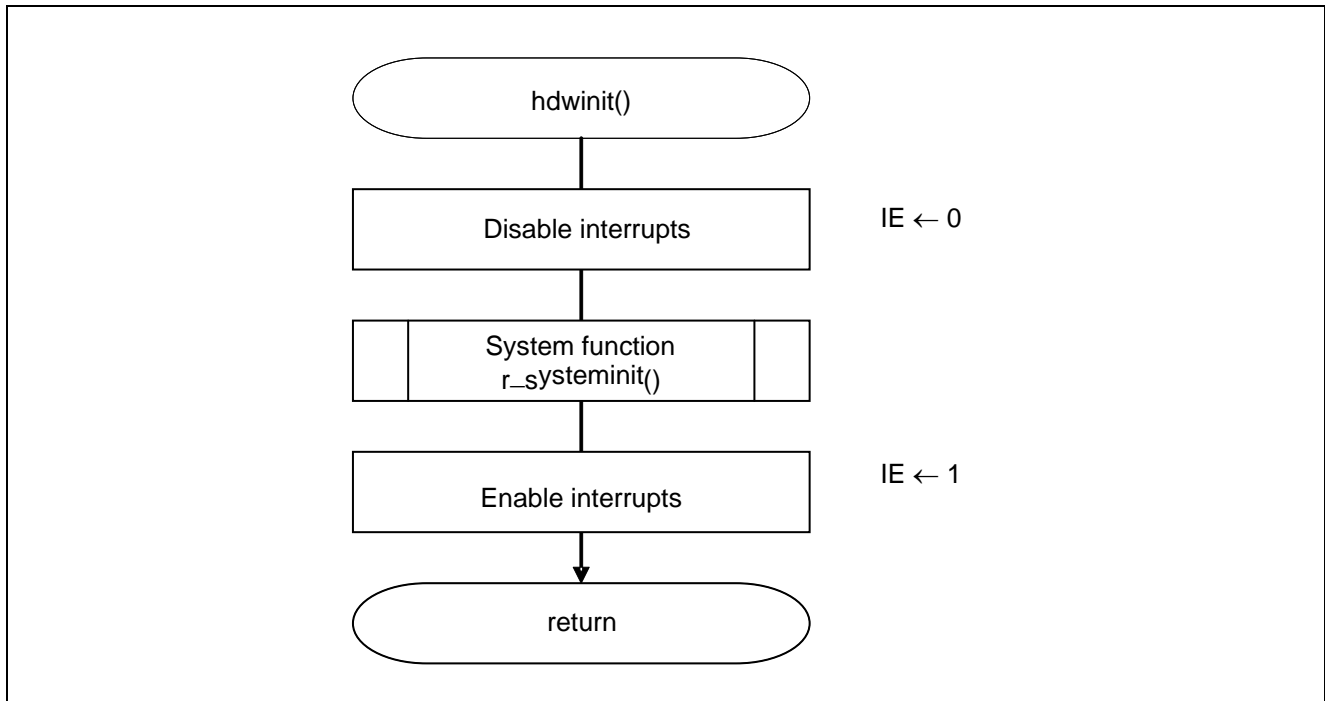 hdwinit()
Disable interrupts
IE ← 0
System function
r_systeminit()
Enable interrupts
IE ← 1
return